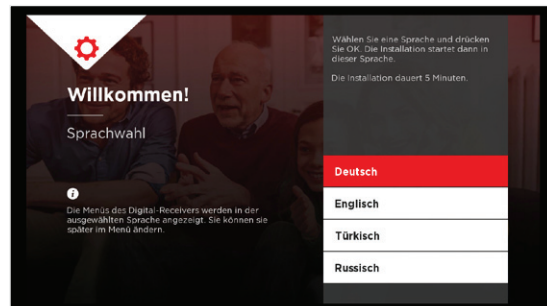 Willkommen!
Sprachwahl
Die Menüs des Digital-Receivers werden in der
ausgewählten Sprache angezeigt. Sie können sie
später im Menü ändern.
Wählen Sie eine Sprache und drücken
Sie OK. Die Installation startet dann in
dieser Sprache.
Die Installation dauert 5 Minuten.
Deutsch
Englisch
Türkisch
Russisch